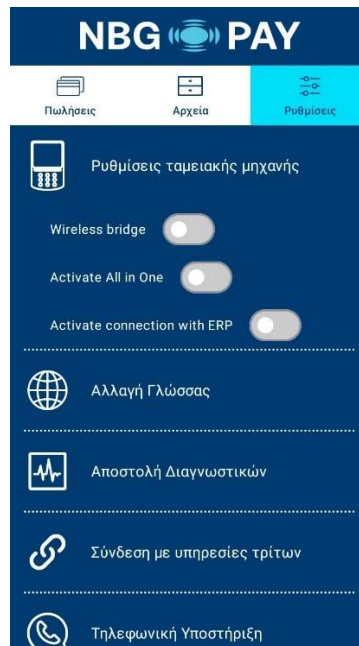 NBG PAY
Πωλήσεις Αρχεία Ρυθμίσεις
Ρυθμίσεις ταμειακής μηχανής
Wireless bridge
Activate All in One
Activate connection with ERP
Αλλαγή Γλώσσας
Αποστολή Διαγνωστικών
Σύνδεση με υπηρεσίες τρίτων
Τηλεφωνική Υποστήριξη